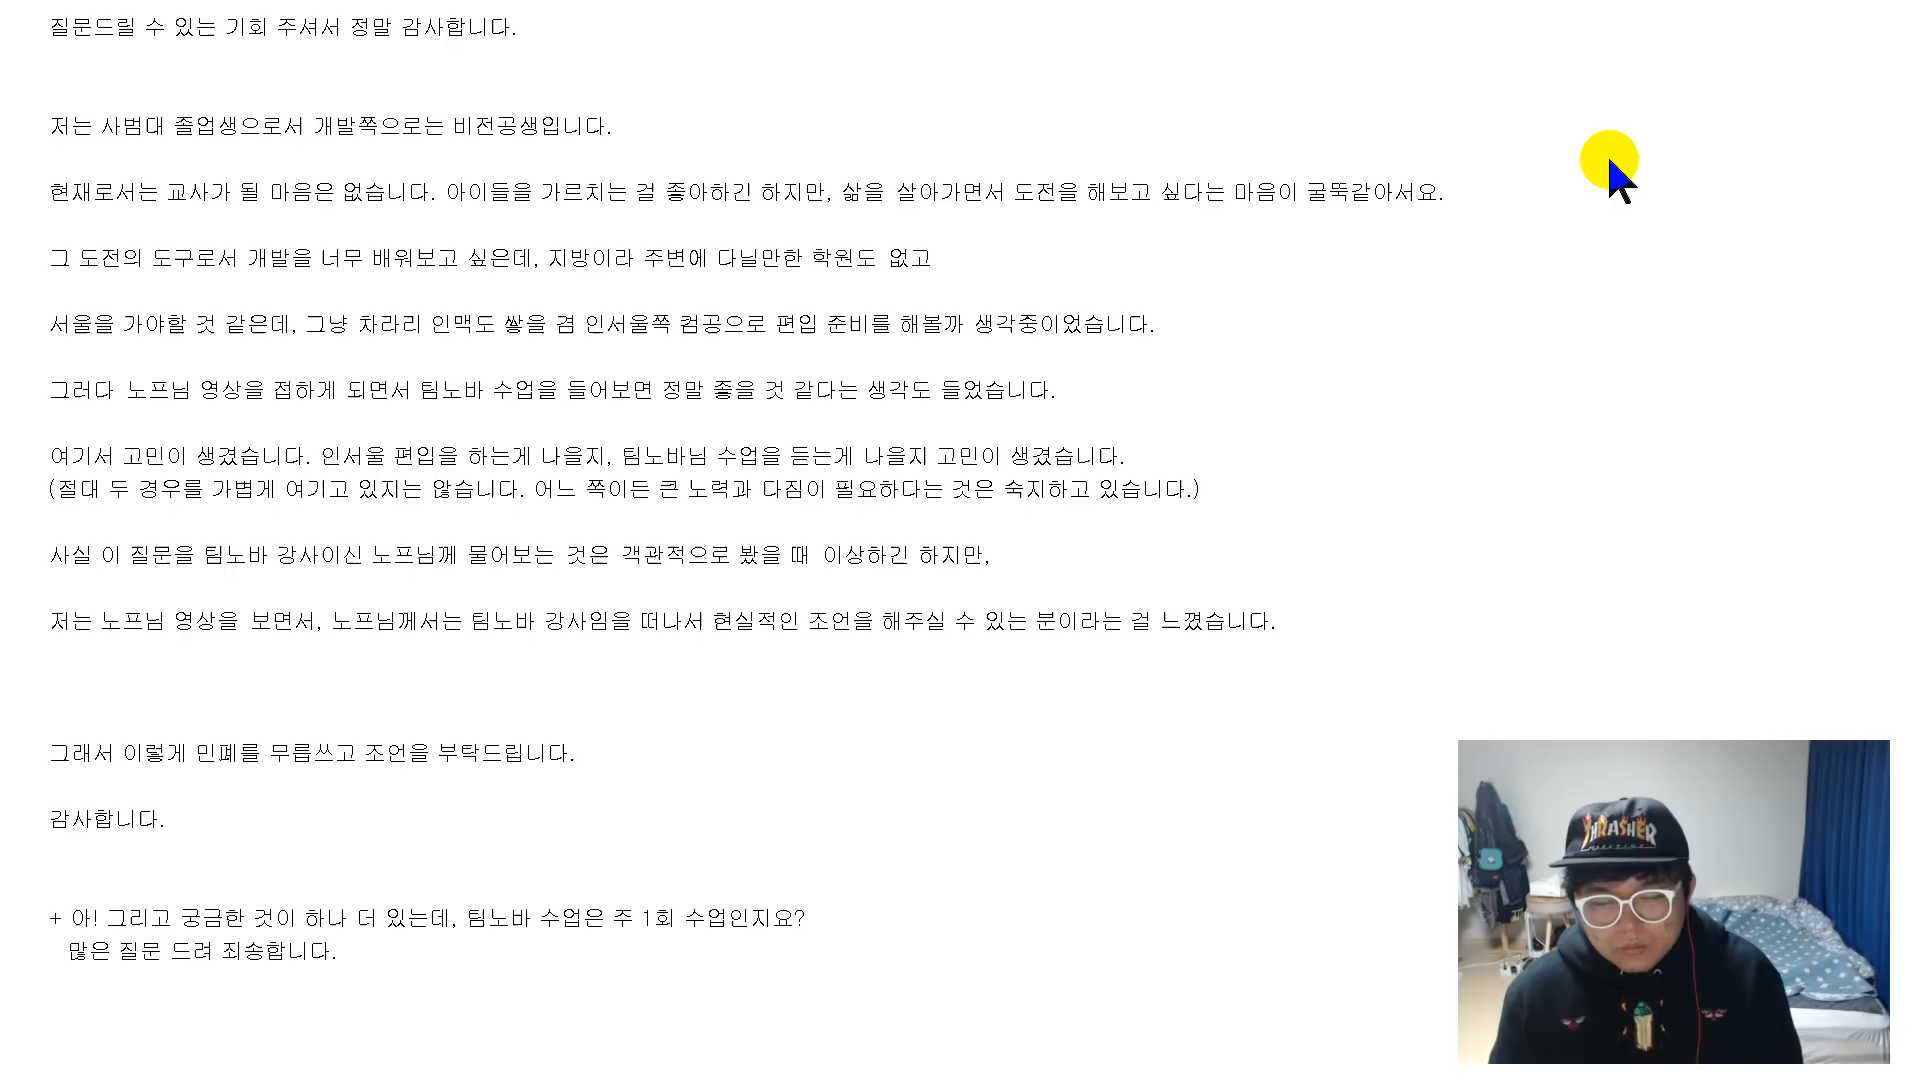 질문드릴 수 있는 기회 주셔서 정말 감사합니다.
저는 사범대 졸업생으로서 개발쪽으로는 비전공생입니다.
현재로서는 교사가 될 마음은 없습니다. 아이들을 가르치는 걸 좋아하긴 하지만, 삶을 살아가면서 도전을 해보고 싶다는 마음이 굴뚝같아서요.
그 도전의 도구로서 개발을 너무 배워보고 싶은데, 지방이라 주변에 다닐만한 학원도 없고
서울을 가야할 것 같은데, 그냥 차라리 인맥도 쌓을 겸 인서울쪽 컴공으로 편입 준비를 해볼까 생각중이었습니다.
그러다 노프님 영상을 접하게 되면서 팀노바 수업을 들어보면 정말 좋을 것 같다는 생각도 들었습니다.
여기서 고민이 생겼습니다. 인서울 편입을 하는게 나을지, 팀노바님 수업을 듣는게 나을지 고민이 생겼습니다.
(절대 두 경우를 가볍게 여기고 있지는 않습니다. 어느 쪽이든 큰 노력과 다짐이 필요하다는 것은 숙지하고 있습니다.)
사실 이 질문을 팀노바 강사이신 노프님께 물어보는 것은 객관적으로 봤을 때 이상하긴 하지만,
저는 노프님 영상을 보면서, 노프님께서는 팀노바 강사임을 떠나서 현실적인 조언을 해주실 수 있는 분이라는 걸 느꼈습니다.
그래서 이렇게 민폐를 무릅쓰고 조언을 부탁드립니다.
감사합니다.
+ 아! 그리고 궁금한 것이 하나 더 있는데, 팀노바 수업은 주 1회 수업인지요?
많은 질문 드려 죄송합니다.
THRASHER
MAGAZINE